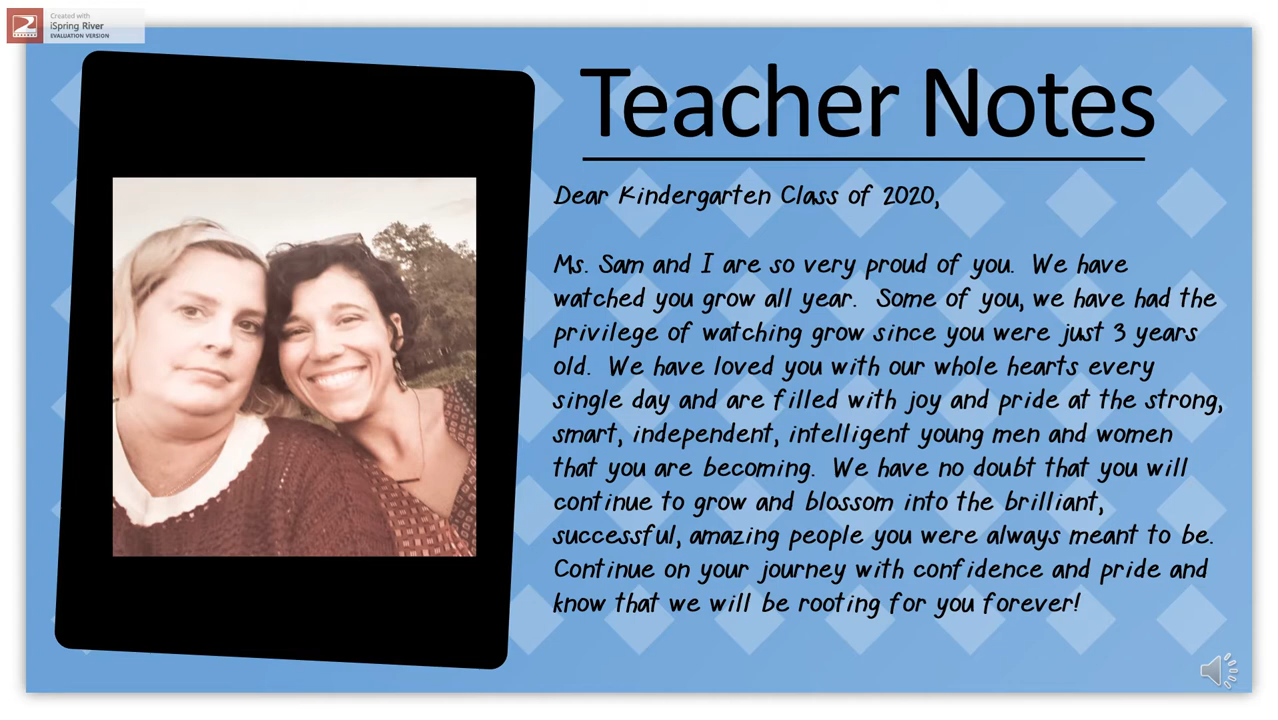 Created with
iSpring River
EVALUATION VERSION
Teacher Notes
Dear Kindergarten Class of 2020,
Ms. Sam and I are so very proud of you. We have
watched you grow all year. Some of you, we have had the
privilege of watching grow since you were just 3 years
old. We have loved you with our whole hearts every
single day and are filled with joy and pride at the strong,
smart, independent, intelligent young men and women
that you are becoming. We have no doubt that you will
continue to grow and blossom into the brilliant,
successful, amazing people you were always meant to be.
Continue on your journey with confidence and pride and
know that we will be rooting for you forever!